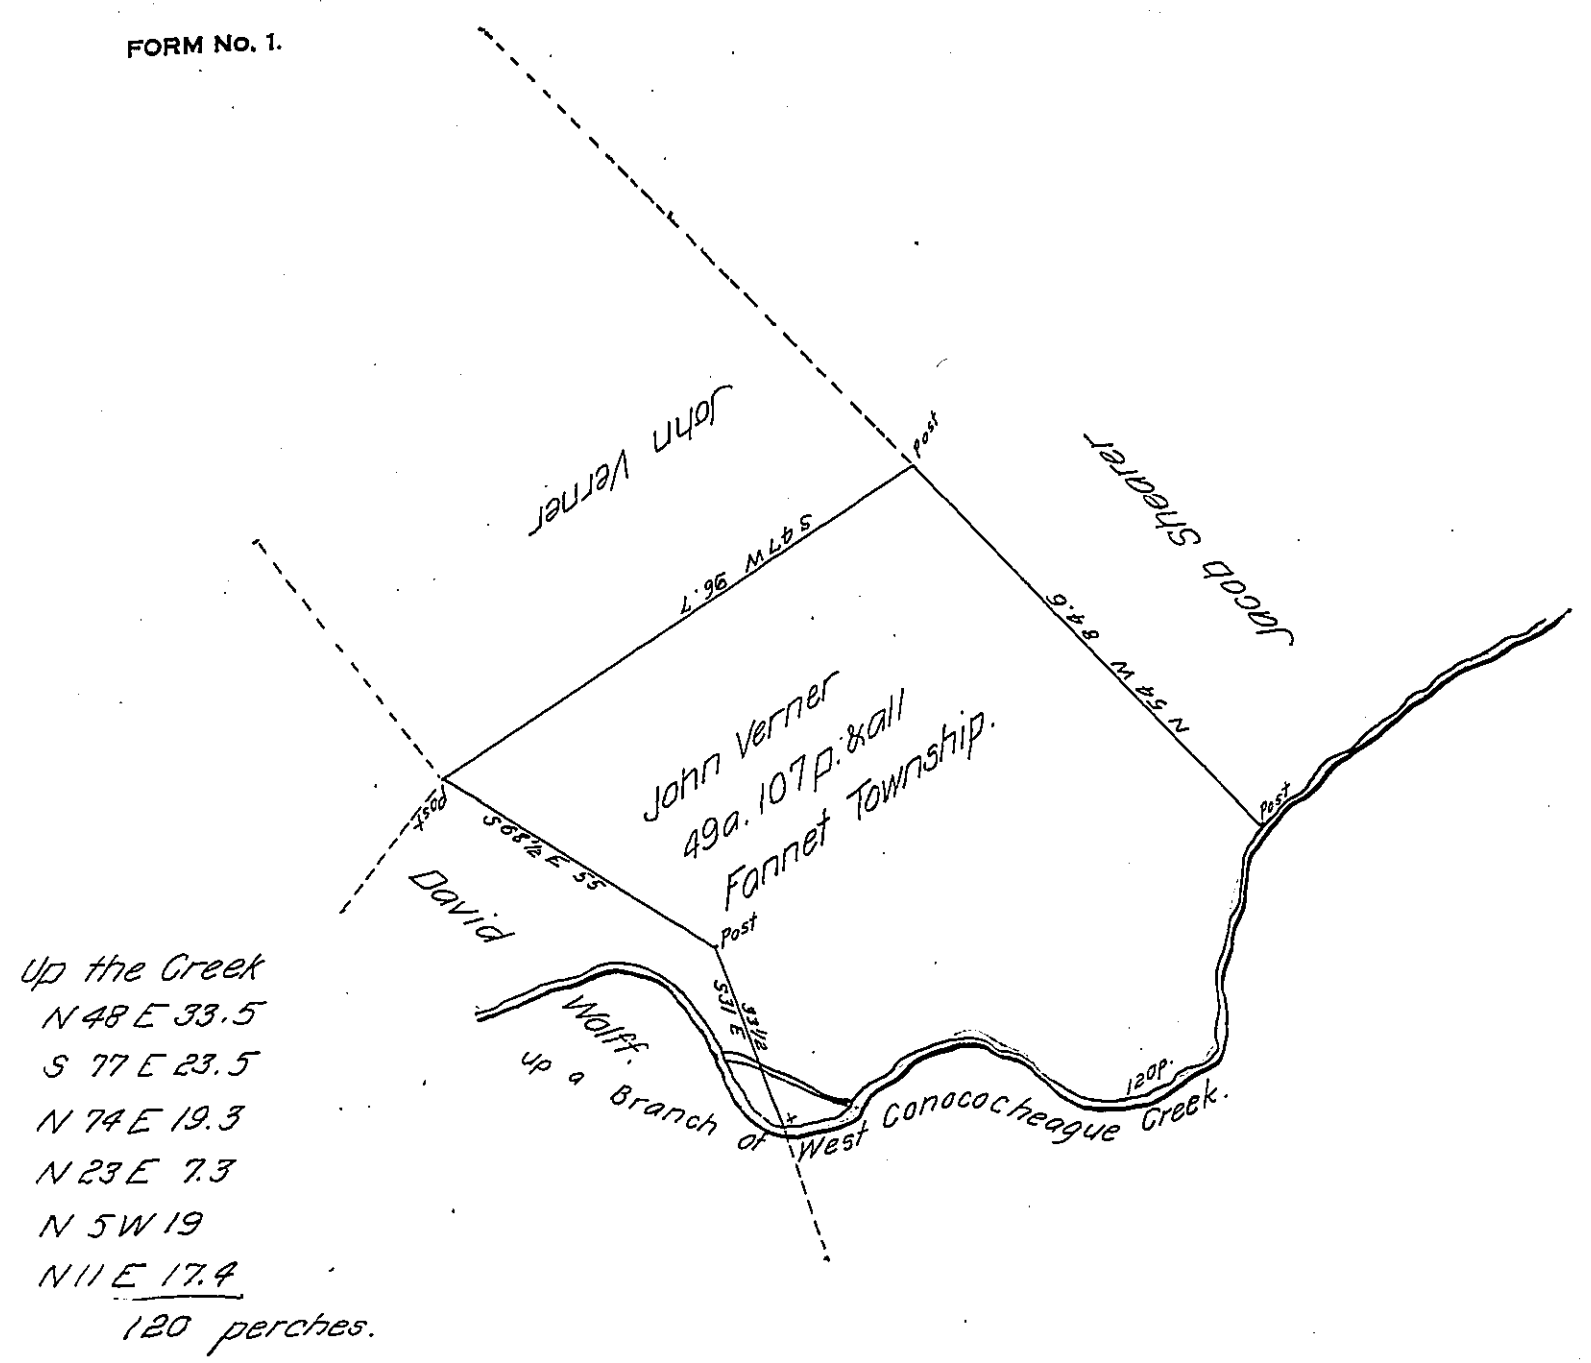 FORM No. 1.
John Verner
Jacob Shearer
Post
S 47 W 96.7
N 54 W 84.6
John Verner
49a. 107 p. & all
Fannet Township.
Post
Post
S 68½ E 55
David
Wolff.
Post
S31 E 33½
120p.
up a Branch of West Conococheague Creek.
Up the Creek
N 48 E 33.5
S 77 E 23.5
N 74 E 19.3
N 23 E 7.3
N 5 W 19
N 11 E 17.4
120 perches.